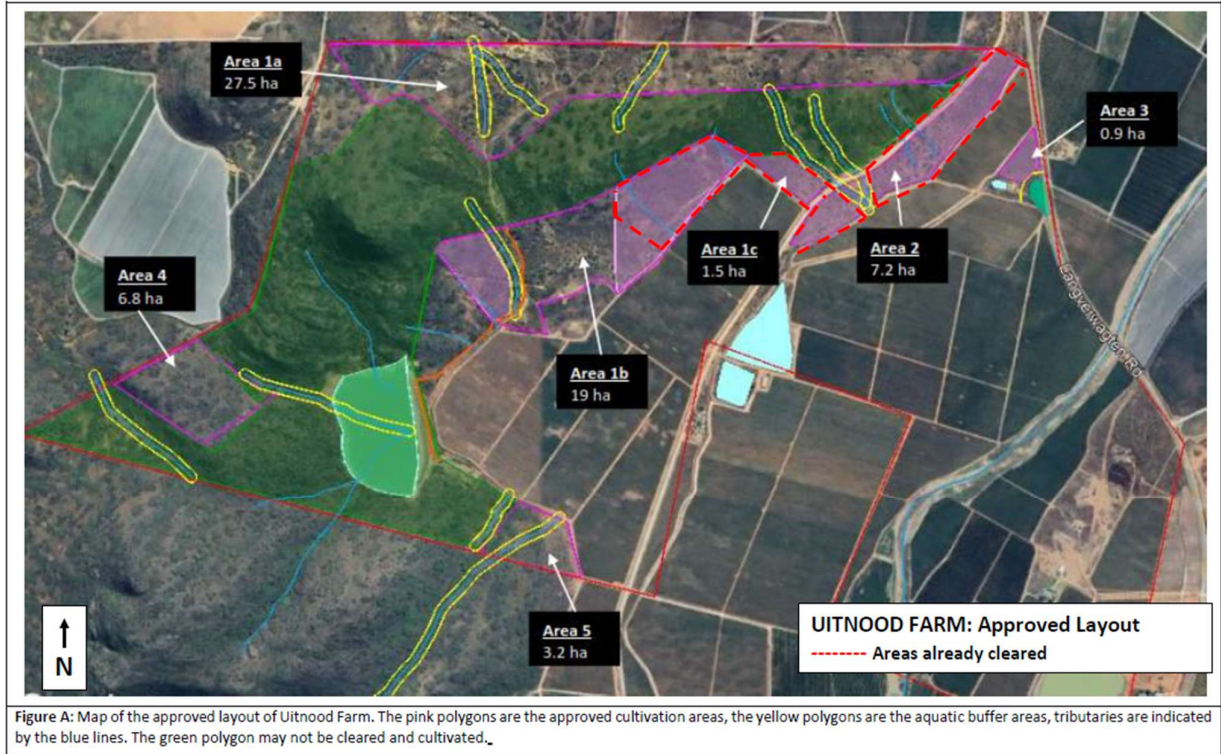 Area 1a
27.5 ha
Area 3
0.9 ha
Area 1c
1.5 ha
Area 2
7.2 ha
Area 4
6.8 ha
Area 1b
19 ha
Langverwagten Rd
Area 5
3.2 ha
N
UITNOOD FARM: Approved Layout
Areas already cleared
Figure A: Map of the approved layout of Uitnood Farm. The pink polygons are the approved cultivation areas, the yellow polygons are the aquatic buffer areas, tributaries are indicated
by the blue lines. The green polygon may not be cleared and cultivated._